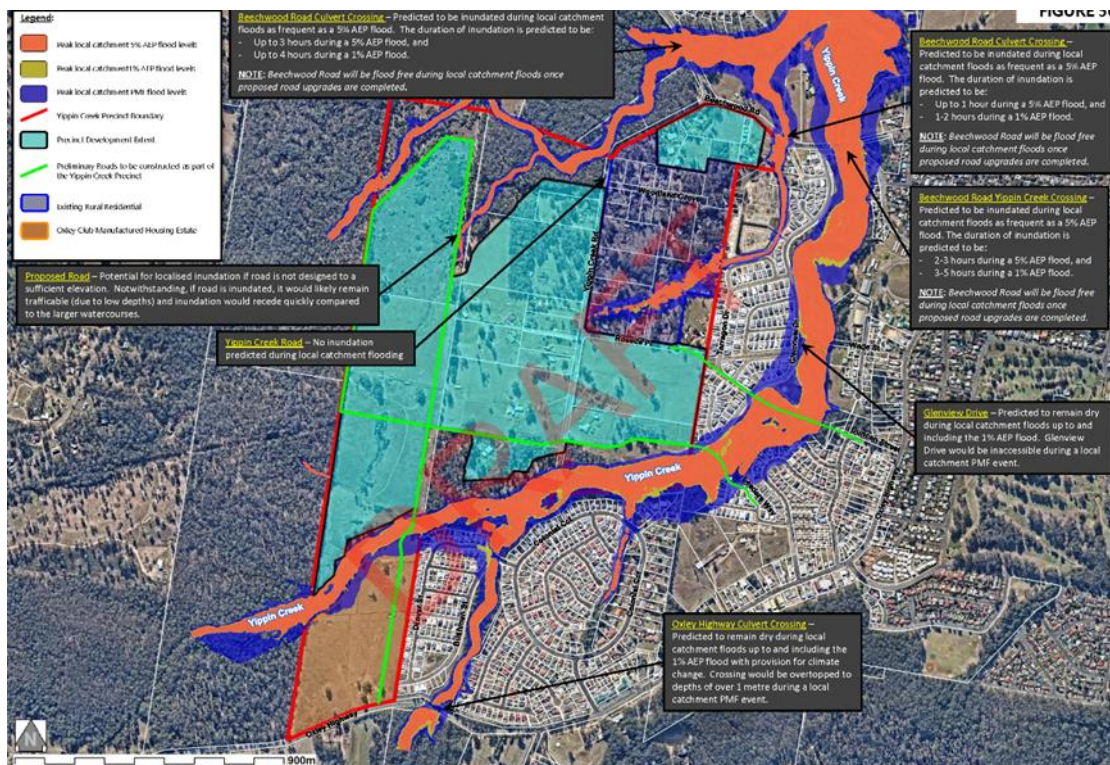 FIGURE
Legend:
Peak local catchment 5% AEP flood levels
Peak local catchment1% AEP flood levels
Peak local catchment PMF flood levels
Yippin Creek Precinct Boundary
Precinct Development Extent
Preliminary Roads to be constructed as part of
the Yippin Creek Precinct
Existing Rural Residential
Oxley Club Manufactured Housing Estate
Beechwood Road Culvert Crossing – Predicted to be inundated during local catchment
floods as frequent as a 5% AEP flood. The duration of inundation is predicted to be:
- Up to 3 hours during a 5% AEP flood, and
- Up to 4 hours during a 1% AEP flood.
NOTE: Beechwood Road will be flood free during local catchment floods once
proposed road upgrades are completed.
Beechwood Road Culvert Crossing –
Predicted to be inundated during local
catchment floods as frequent as a 5% AEP
flood. The duration of inundation is
predicted to be:
- Up to 1 hour during a 5% AEP flood, and
- 1-2 hours during a 1% AEP flood.
NOTE: Beechwood Road will be flood free
during local catchment floods once
proposed road upgrades are completed.
Beechwood Road Yippin Creek Crossing –
Predicted to be inundated during local
catchment floods as frequent as a 5% AEP
flood. The duration of inundation is
predicted to be:
- 2-3 hours during a 5% AEP flood, and
- 3-5 hours during a 1% AEP flood.
NOTE: Beechwood Road will be flood free
during local catchment floods once
proposed road upgrades are completed.
Proposed Road – Potential for localised inundation if road is not designed to a
sufficient elevation. Notwithstanding, if road is inundated, it would likely remain
trafficable (due to low depths) and inundation would recede quickly compared
to the larger watercourses.
Yippin Creek Road – No inundation
predicted during local catchment flooding
Glenview Drive – Predicted to remain dry
during local catchment floods up to and
including the 1% AEP flood. Glenview
Drive would be inaccessible during a local
catchment PMF event.
Oxley Highway Culvert Crossing –
Predicted to remain dry during local
catchment floods up to and including the
1% AEP flood with provision for climate
change. Crossing would be overtopped to
depths of over 1 metre during a local
catchment PMF event.
Beechwood Rd
Yippin Creek Rd
Yippin Creek
Glenview Dr
Yippin Creek
Yippin Creek
Oxley Highway
DRAFT
N
900m